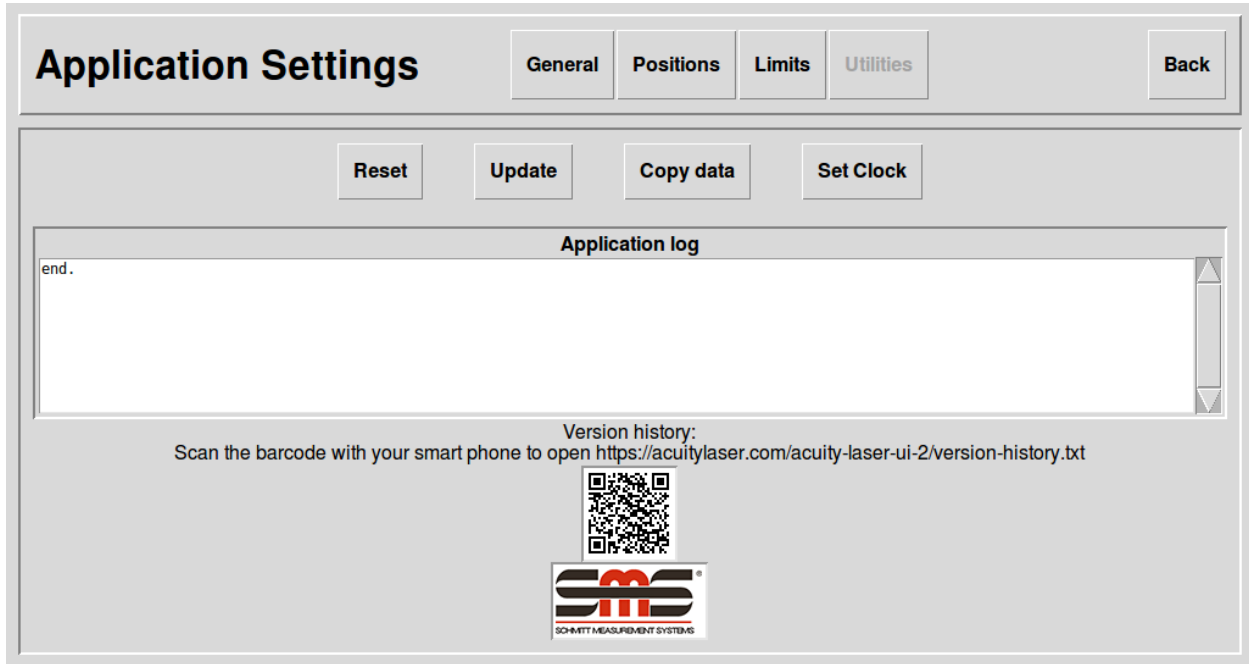 Application Settings
General
Positions
Limits
Utilities
Back
Reset
Update
Copy data
Set Clock
Application log
end.
Version history:
Scan the barcode with your smart phone to open https://acuitylaser.com/acuity-laser-ui-2/version-history.txt
sms®
SCHMITT MEASUREMENT SYSTEMS